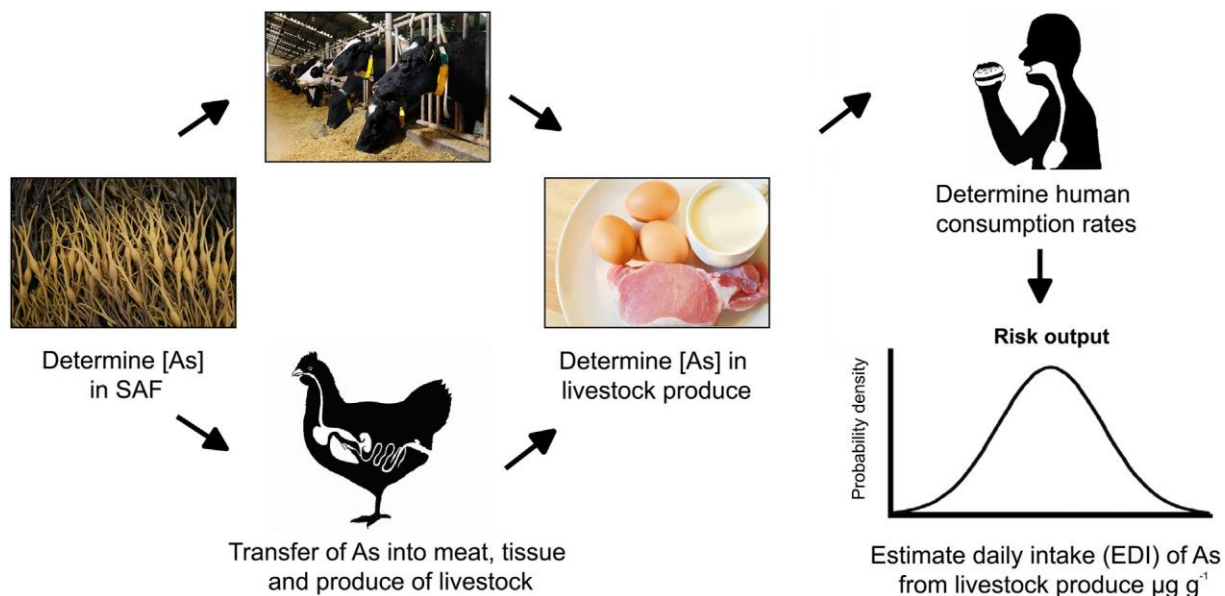 Determine [As]
in SAF
Transfer of As into meat, tissue
and produce of livestock
Determine [As] in
livestock produce
Determine human
consumption rates
Risk output
Probability density
Estimate daily intake (EDI) of As
from livestock produce µg g⁻¹